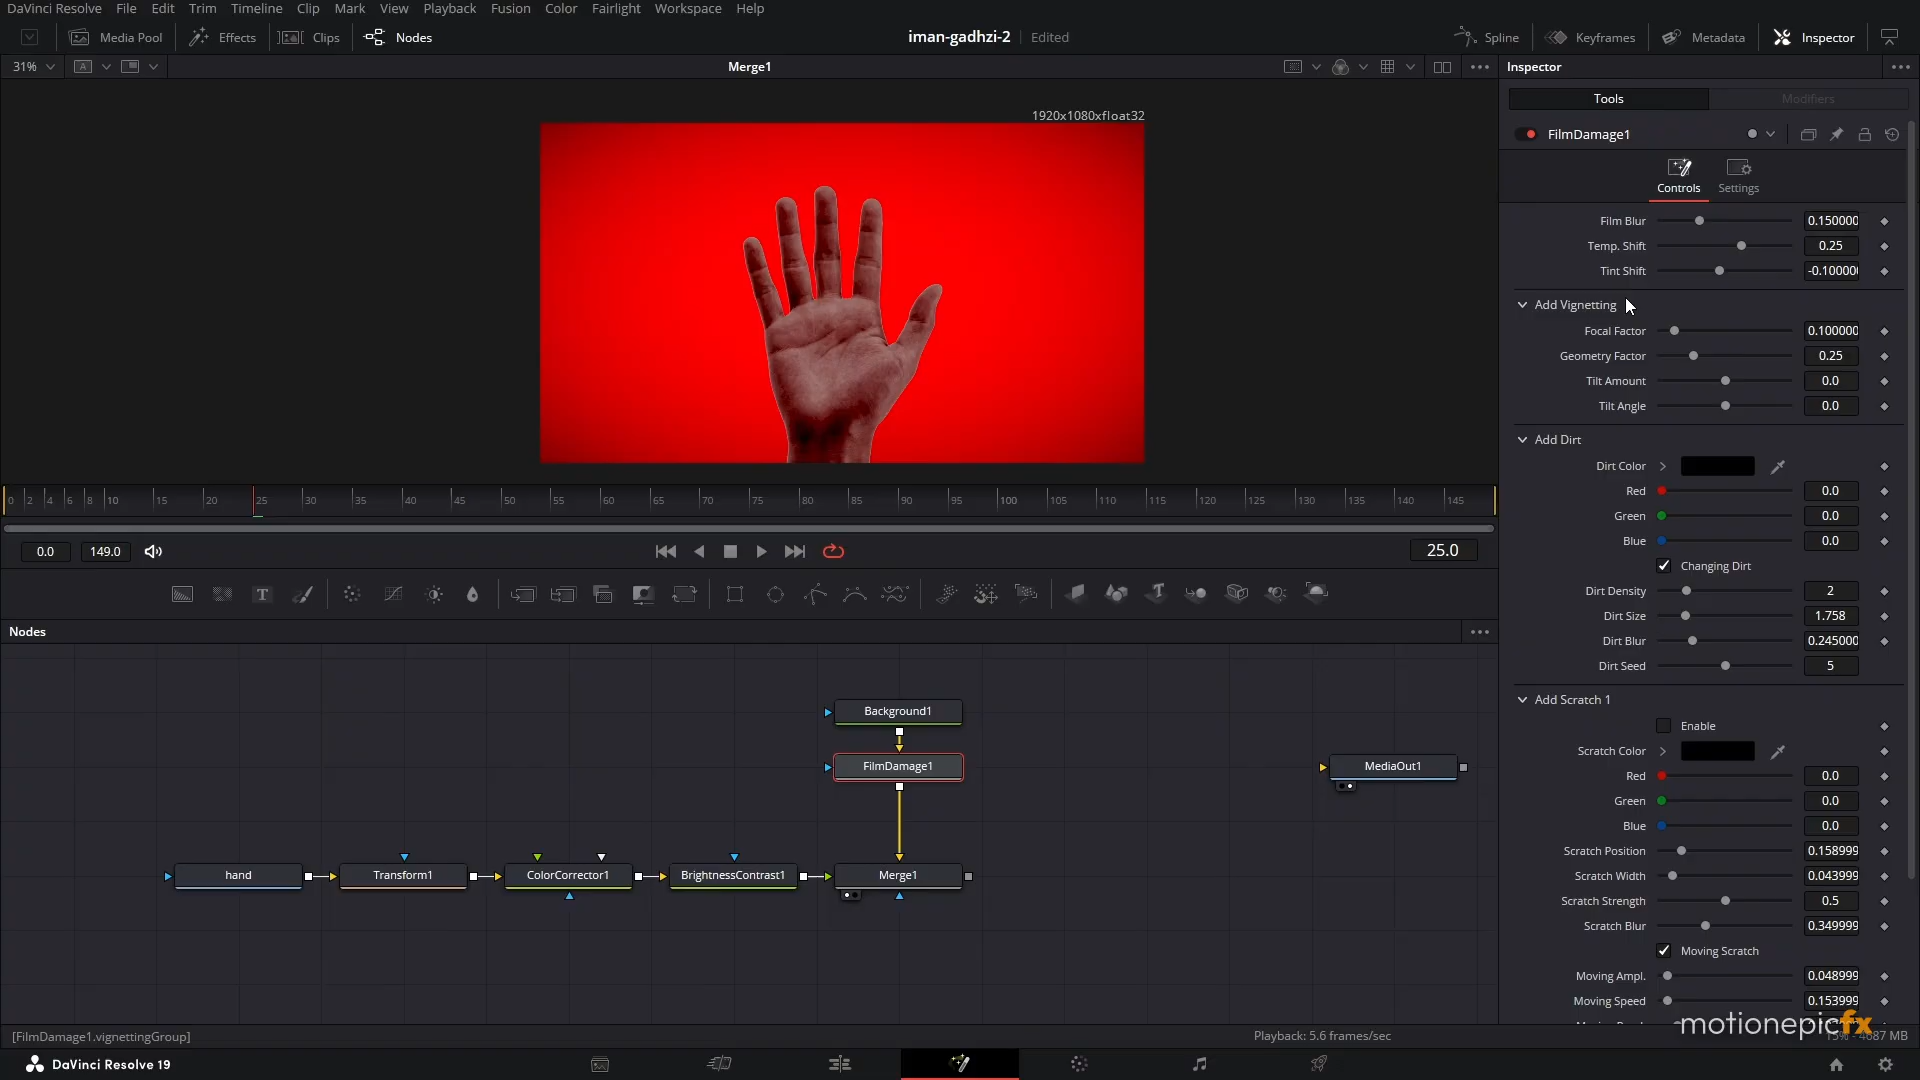 DaVinci Resolve File Edit Trim Timeline Clip Mark View Playback Fusion Color Fairlight Workspace Help
Media Pool Effects Clips Nodes iman-gadhzi-2 Edited Spline Keyframes Metadata Inspector
31% A Merge1 Inspector
Tools Modifiers
1920x1080xfloat32
FilmDamage1
Controls Settings
Film Blur 0.150000
Temp. Shift 0.25
Tint Shift -0.10000
Add Vignetting
Focal Factor 0.100000
Geometry Factor 0.25
Tilt Amount 0.0
Tilt Angle 0.0
Add Dirt
Dirt Color
Red 0.0
Green 0.0
Blue 0.0
Changing Dirt
Dirt Density 2
Dirt Size 1.758
Dirt Blur 0.245000
Dirt Seed 5
Add Scratch 1
Enable
Scratch Color
Red 0.0
Green 0.0
Blue 0.0
Scratch Position 0.158999
Scratch Width 0.043999
Scratch Strength 0.5
Scratch Blur 0.349999
Moving Scratch
Moving Ampl. 0.048999
Moving Speed 0.153999
0 2 4 6 8 10 15 20 25 30 35 40 45 50 55 60 65 70 75 80 85 90 95 100 105 110 115 120 125 130 135 140 145
0.0 149.0 25.0
T T
Nodes
Background1
FilmDamage1 MediaOut1
hand Transform1 ColorCorrector1 BrightnessContrast1 Merge1
motionepicfx
[FilmDamage1.vignettingGroup] Playback: 5.6 frames/sec
DaVinci Resolve 19